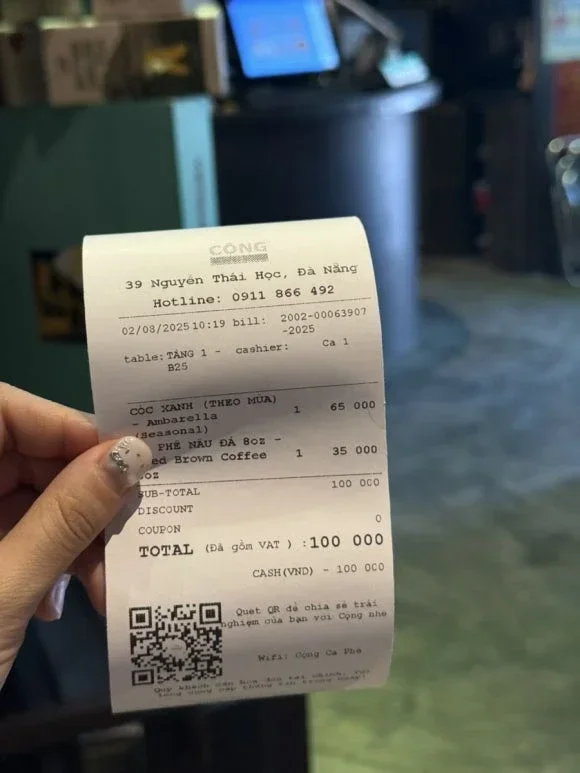 CỘNG
39 Nguyễn Thái Học, Đà Nẵng
Hotline: 0911 866 492
02/08/2025 10:19 bill: 2002-00063907
-2025
table: TẦNG 1 - cashier: Ca 1
B25
CÓC XANH (THEO MÙA) 1 65 000
- Ambarella
(Seasonal)
PHÊ NÂU ĐÁ 8oz - 1 35 000
Brown Coffee
SUB-TOTAL 100 000
DISCOUNT
COUPON 0
TOTAL (Đã gồm VAT ) :100 000
CASH(VND) - 100 000
Quét QR để chia sẻ trải
nghiệm của bạn với Cộng nhé
Wifi: Cộng Cà Phê
Quý khách